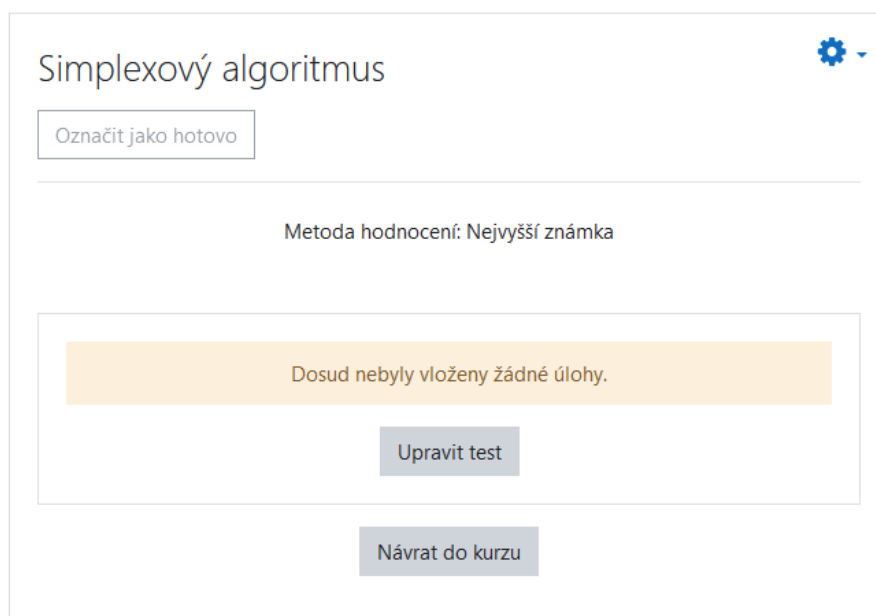 Simplexový algoritmus
Označit jako hotovo
Metoda hodnocení: Nejvyšší známka
Dosud nebyly vloženy žádné úlohy.
Upravit test
Návrat do kurzu